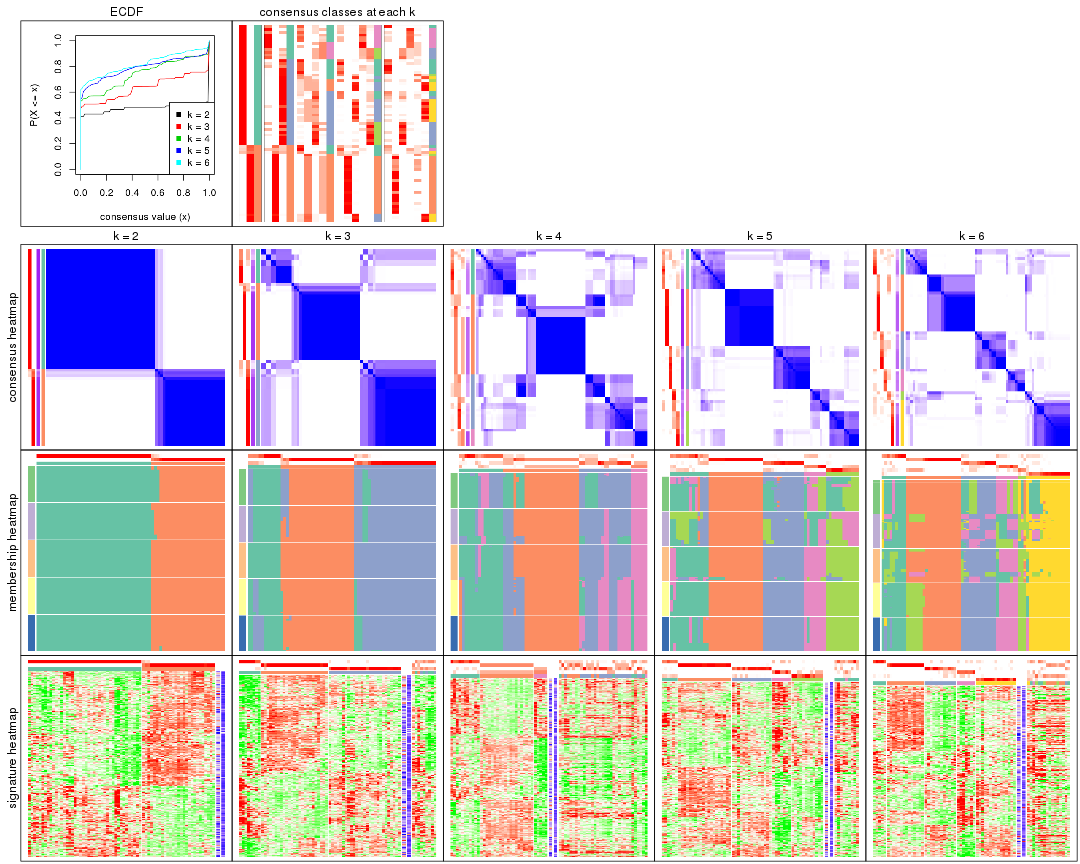 ECDF
consensus classes at each k
P(X <= x)
1.0
0.8
0.6
0.4
0.2
0.0
k = 2
k = 3
k = 4
k = 5
k = 6
0.0 0.2 0.4 0.6 0.8 1.0
consensus value (x)
k = 2
k = 3
k = 4
k = 5
k = 6
consensus heatmap
membership heatmap
signature heatmap